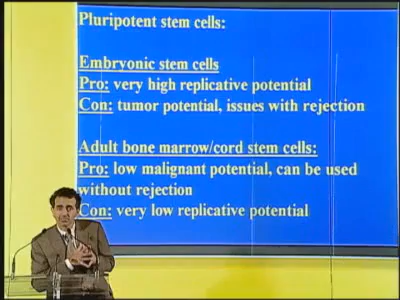 Pluripotent stem cells:
Embryonic stem cells
Pro: very high replicative potential
Con: tumor potential, issues with rejection
Adult bone marrow/cord stem cells:
Pro: low malignant potential, can be used
without rejection
Con: very low replicative potential